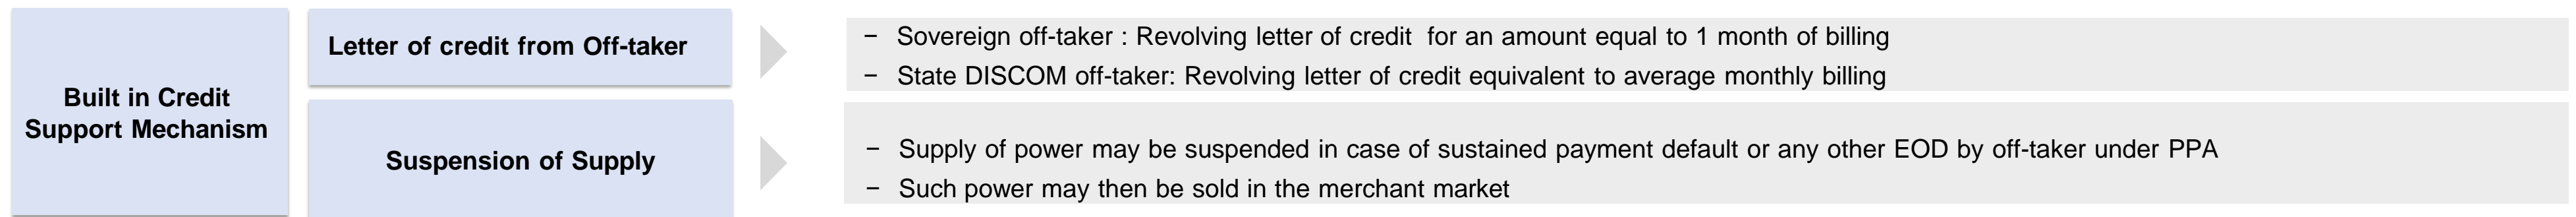 Built in Credit
Support Mechanism
Letter of credit from Off-taker
− Sovereign off-taker : Revolving letter of credit for an amount equal to 1 month of billing
− State DISCOM off-taker: Revolving letter of credit equivalent to average monthly billing
Suspension of Supply
− Supply of power may be suspended in case of sustained payment default or any other EOD by off-taker under PPA
− Such power may then be sold in the merchant market